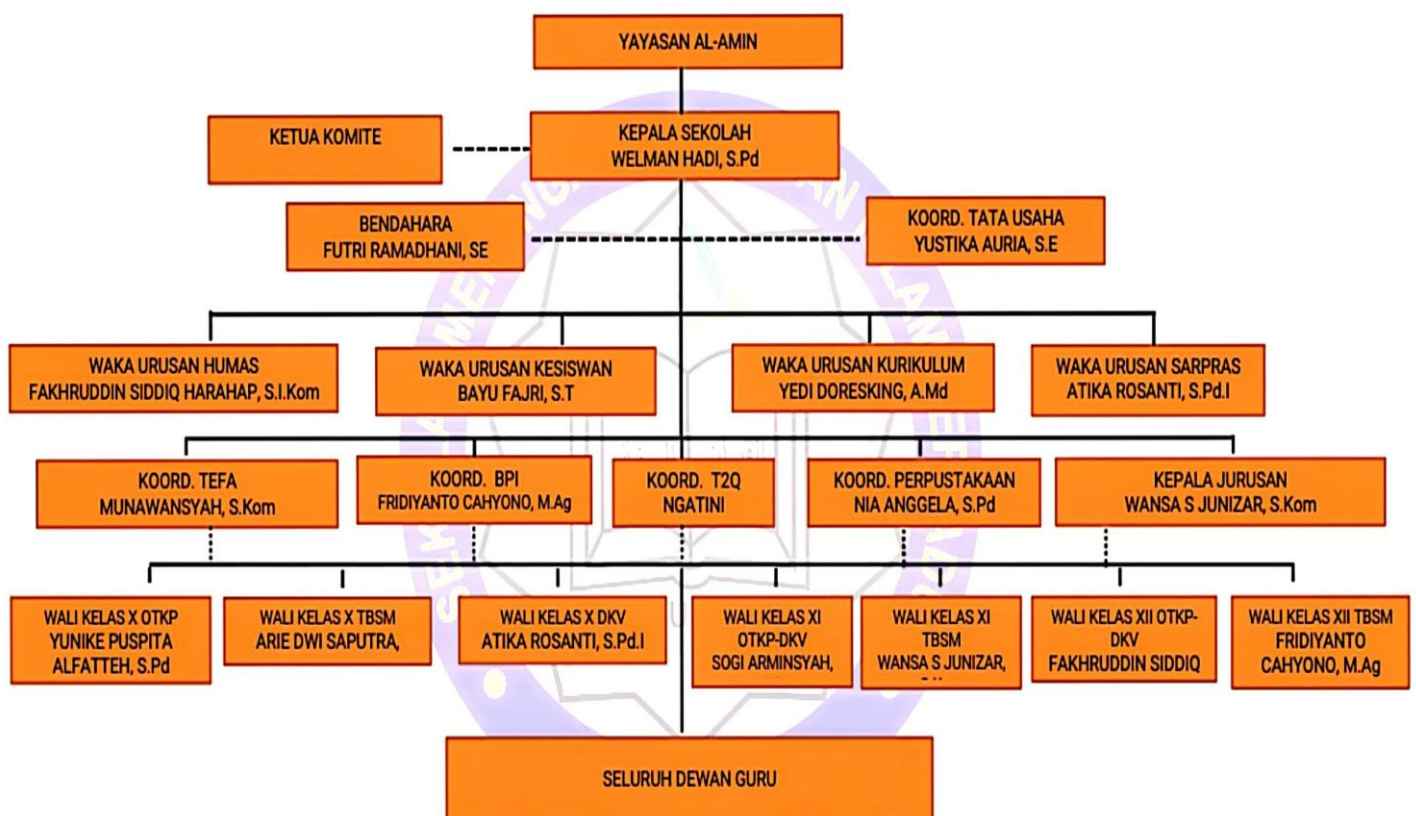 YAYASAN AL-AMIN
KETUA KOMITE
KEPALA SEKOLAH
WELMAN HADI, S.Pd
BENDAHARA
FUTRI RAMADHANI, SE
KOORD. TATA USAHA
YUSTIKA AURIA, S.E
WAKA URUSAN HUMAS
FAKHRUDDIN SIDDIQ HARAHAP, S.I.Kom
WAKA URUSAN KESISWAN
BAYU FAJRI, S.T
WAKA URUSAN KURIKULUM
YEDI DORESKING, A.Md
WAKA URUSAN SARPRAS
ATIKA ROSANTI, S.Pd.I
KOORD. TEFA
MUNAWANSYAH, S.Kom
KOORD. BPI
FRIDIYANTO CAHYONO, M.Ag
KOORD. T2Q
NGATINI
KOORD. PERPUSTAKAAN
NIA ANGGELA, S.Pd
KEPALA JURUSAN
WANSA S JUNIZAR, S.Kom
WALI KELAS X OTKP
YUNIKE PUSPITA
ALFATTEH, S.Pd
WALI KELAS X TBSM
ARIE DWI SAPUTRA,
WALI KELAS X DKV
ATIKA ROSANTI, S.Pd.I
WALI KELAS XI
OTKP-DKV
SOGI ARMINSYAH,
WALI KELAS XI
TBSM
WANSA S JUNIZAR,
WALI KELAS XII OTKP-
DKV
FAKHRUDDIN SIDDIQ
WALI KELAS XII TBSM
FRIDIYANTO
CAHYONO, M.Ag
SELURUH DEWAN GURU